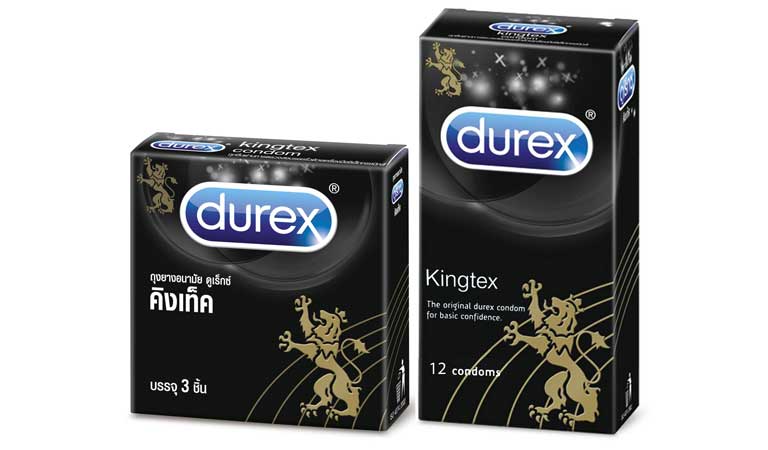 durex kingtex
condom
durex®
ถุงยางอนามัย ดูเร็กซ์
คิงเท็ค
บรรจุ 3 ชิ้น
durex
kingtex
condom
durex®
durex
Kingtex
The original durex condom
for basic confidence.
12 condoms